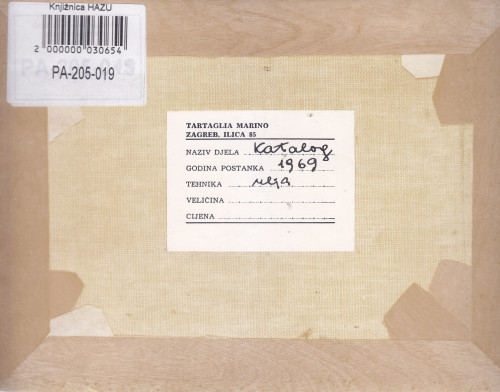 Knjižnica HAZU
2 000000 030654
PA-205-019
TARTAGLIA MARINO
ZAGREB, ILICA 85
NAZIV DJELA Katalog
GODINA POSTANKA 1969
TEHNIKA ulja
VELIČINA
CIJENA